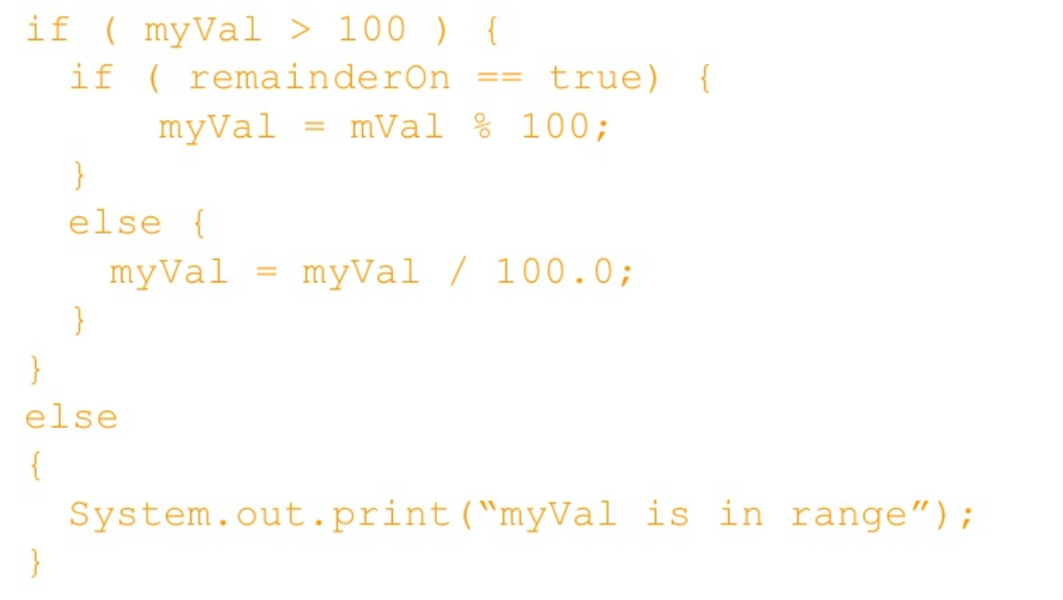 if ( myVal > 100 ) {
if ( remainderOn == true) {
myVal = mVal % 100;
}
else {
myVal = myVal / 100.0;
}
}
else
{
System.out.print(“myVal is in range”);
}